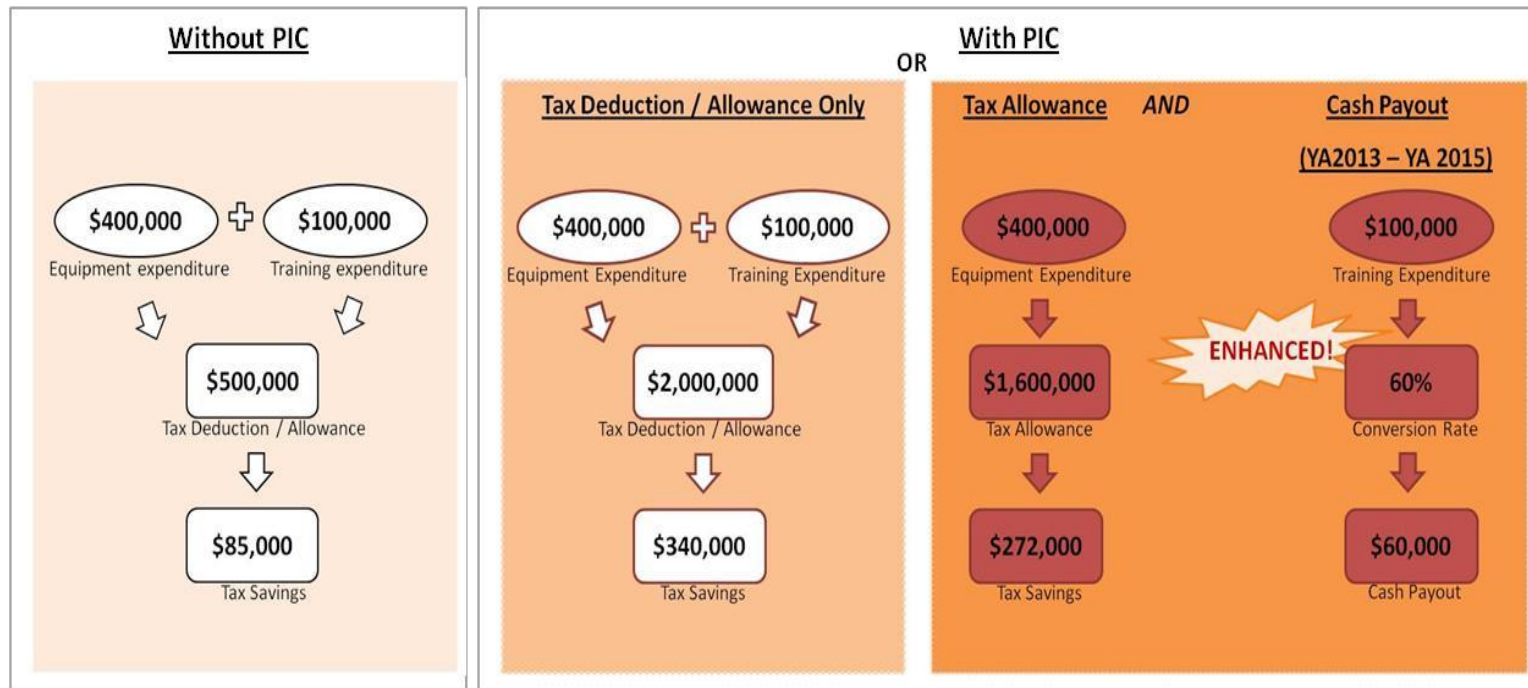 Without PIC
$400,000
$100,000
Equipment expenditure
Training expenditure
$500,000
Tax Deduction / Allowance
$85,000
Tax Savings
With PIC
OR
Tax Deduction / Allowance Only
$400,000
$100,000
Equipment Expenditure
Training Expenditure
$2,000,000
Tax Deduction / Allowance
$340,000
Tax Savings
Tax Allowance AND Cash Payout
(YA2013 – YA 2015)
$400,000
Equipment Expenditure
$1,600,000
Tax Allowance
$272,000
Tax Savings
$100,000
Training Expenditure
ENHANCED!
60%
Conversion Rate
$60,000
Cash Payout